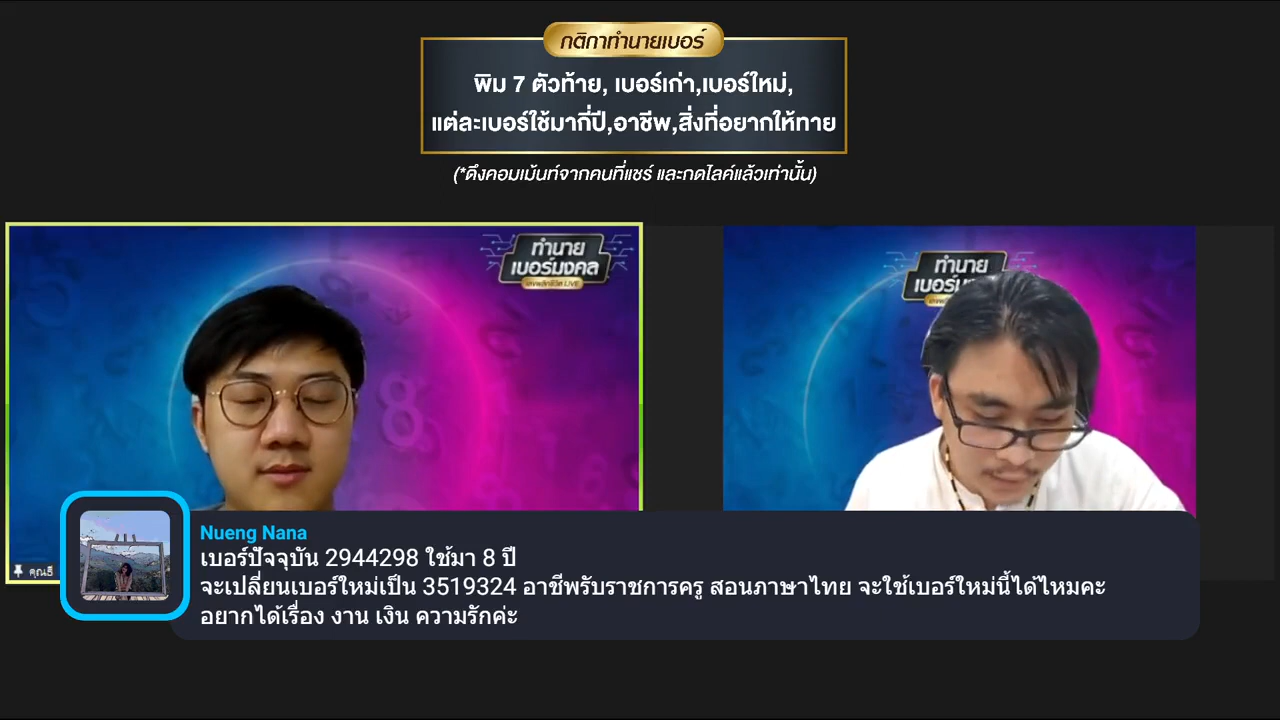 กติกาทำนายเบอร์
พิม 7 ตัวท้าย, เบอร์เก่า,เบอร์ใหม่,
แต่ละเบอร์ใช้มากี่ปี,อาชีพ,สิ่งที่อยากให้ทาย
(*ดึงคอมเม้นท์จากคนที่แชร์ และกดไลค์แล้วเท่านั้น)
ทำนาย
เบอร์มงคล
เลขพลิกชีวิต LIVE
ทำนาย
คุณธี
Nueng Nana
เบอร์ปัจจุบัน 2944298 ใช้มา 8 ปี
จะเปลี่ยนเบอร์ใหม่เป็น 3519324 อาชีพรับราชการครู สอนภาษาไทย จะใช้เบอร์ใหม่นี้ได้ไหมคะ
อยากได้เรื่อง งาน เงิน ความรักค่ะ